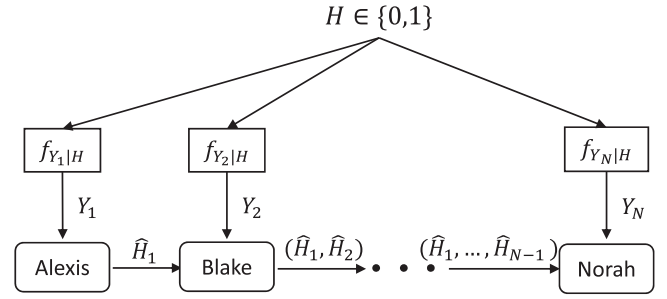 H ∈ {0,1}
f_{Y_1|H} f_{Y_2|H} f_{Y_N|H}
Y_1 Y_2 Y_N
Alexis Ĥ_1 Blake (Ĥ_1, Ĥ_2) • • • (Ĥ_1, …, Ĥ_{N−1}) Norah